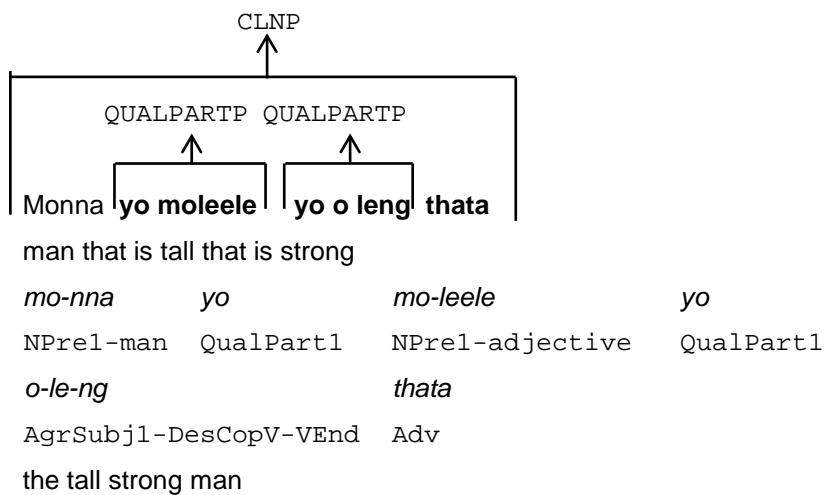 CLNP
QUALPARTP QUALPARTP
Monna yo moleele yo o leng thata
man that is tall that is strong
mo-nna yo mo-leele yo
NPre1-man QualPart1 NPre1-adjective QualPart1
o-le-ng thata
AgrSubj1-DesCopV-VEnd Adv
the tall strong man